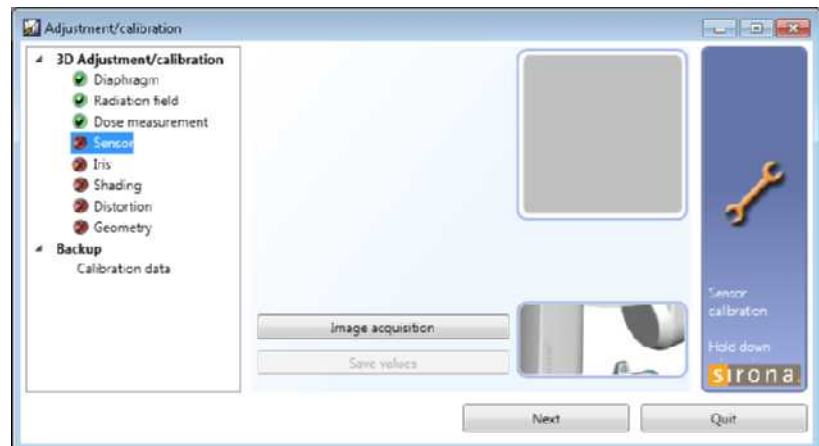 Adjustment/calibration
3D Adjustment/calibration
Diaphragm
Radiation field
Dose measurement
Sensor
Iris
Shading
Distortion
Geometry
Backup
Calibration data
Image acquisition
Save values
Sensor
calibration
Hold down
sirona.
Next
Quit